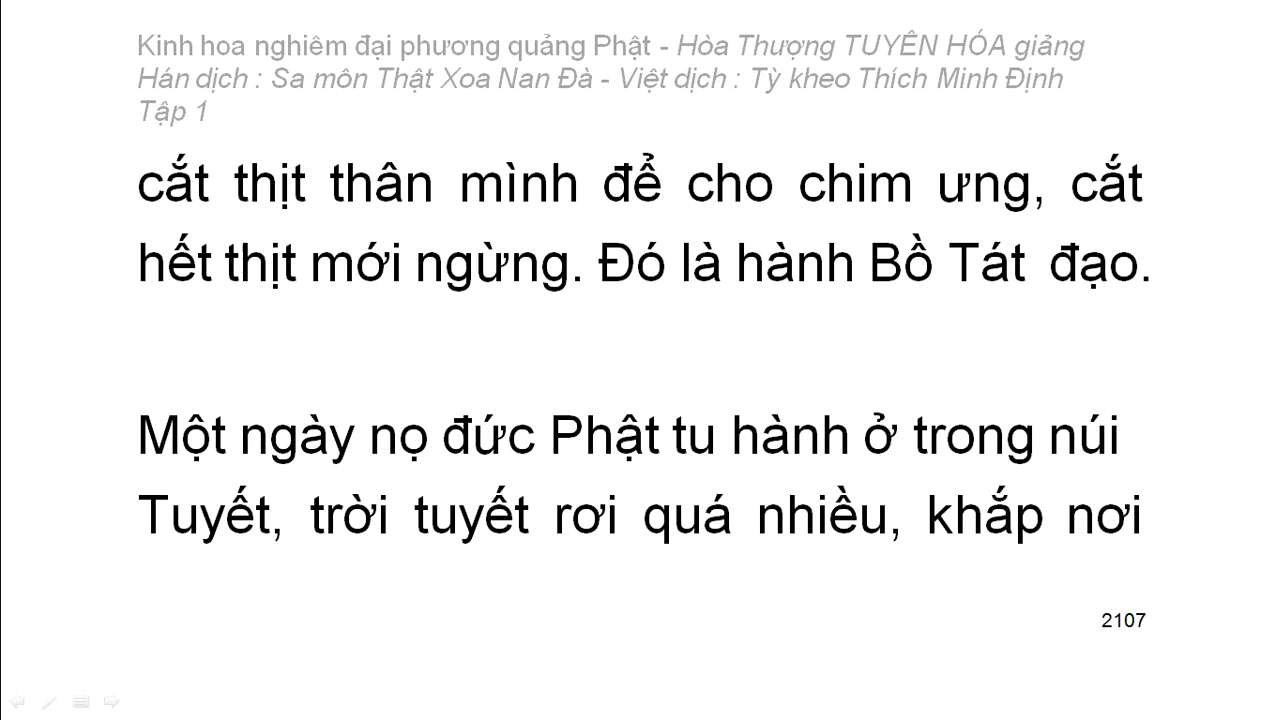 Kinh hoa nghiêm đại phương quảng Phật - Hòa Thượng TUYÊN HÓA giảng
Hán dịch : Sa môn Thật Xoa Nan Đà - Việt dịch : Tỳ kheo Thích Minh Định
Tập 1
cắt thịt thân mình để cho chim ưng, cắt
hết thịt mới ngừng. Đó là hành Bồ Tát đạo.
Một ngày nọ đức Phật tu hành ở trong núi
Tuyết, trời tuyết rơi quá nhiều, khắp nơi
2107